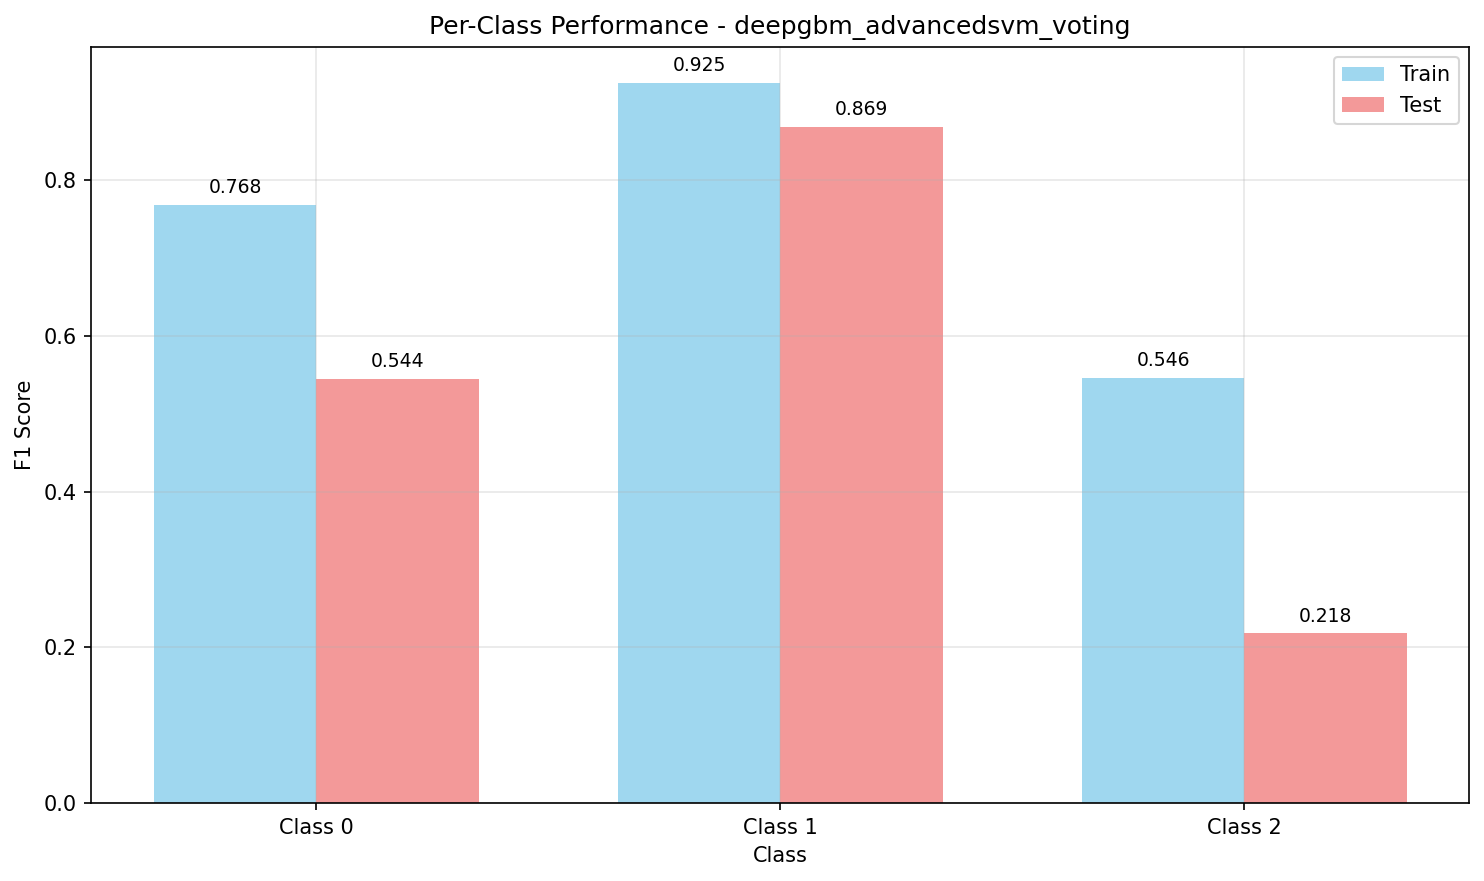 Per-Class Performance - deepgbm_advancedsvm_voting
Train
Test
0.768
0.544
0.925
0.869
0.546
0.218
F1 Score
0.8
0.6
0.4
0.2
0.0
Class 0
Class 1
Class 2
Class